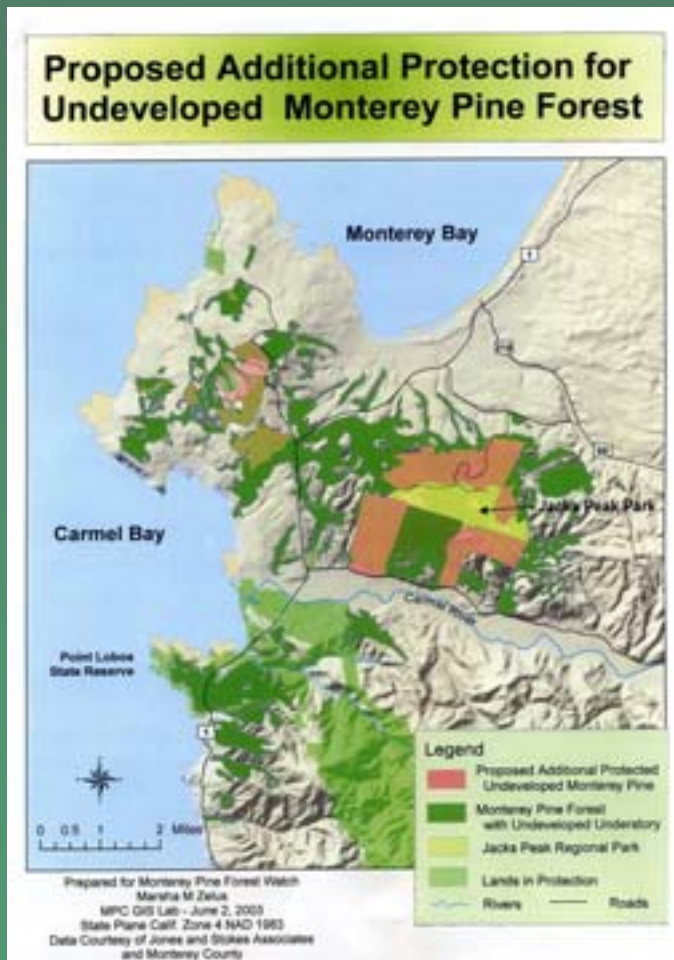 Proposed Additional Protection for
Undeveloped Monterey Pine Forest
Monterey Bay
1
Jacks Peak Park
Carmel Bay
Carmel River
Point Lobos
State Reserve
1
Legend
Proposed Additional Protected
Undeveloped Monterey Pine
Monterey Pine Forest
with Undeveloped Understory
Jacks Peak Regional Park
Lands in Protection
Rivers Roads
0 0.5 1 2 Miles
Prepared for Monterey Pine Forest Watch
Marsha M Zelus
MPC GIS Lab - June 2, 2003
State Plane Calif. Zone 4 NAD 1983
Data Courtesy of Jones and Stokes Associates
and Monterey County